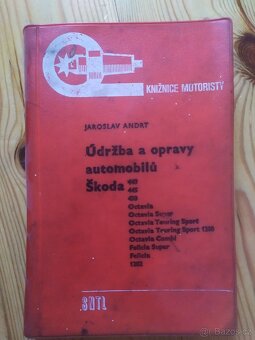 KNIŽNICE MOTORISTY
JAROSLAV ANDRT
Údržba a opravy
automobilů
Škoda 440
445
450
Octavia
Octavia Super
Octavia Touring Sport
Octavia Touring Sport 1200
Octavia Combi
Felicia Super
Felicia
1202
SNTL